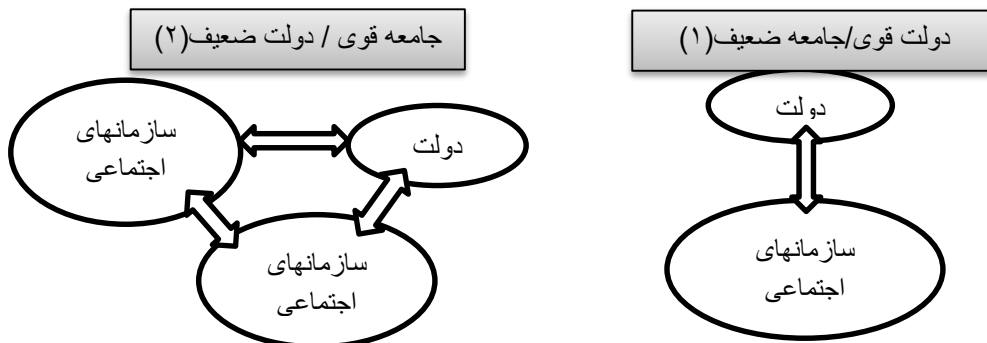 دولت قوی/جامعه ضعیف(۱)
دولت
سازمانهای
اجتماعی
جامعه قوی / دولت ضعیف(۲)
سازمانهای
اجتماعی
دولت
سازمانهای
اجتماعی